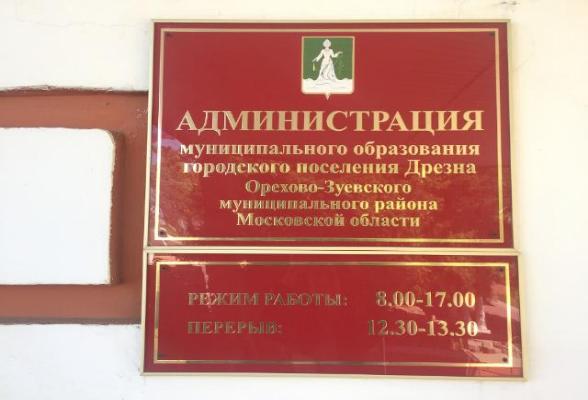 АДМИНИСТРАЦИЯ
муниципального образования
городского поселения Дрезна
Орехово-Зуевского
муниципального района
Московской области
РЕЖИМ РАБОТЫ: 8.00-17.00
ПЕРЕРЫВ: 12.30-13.30